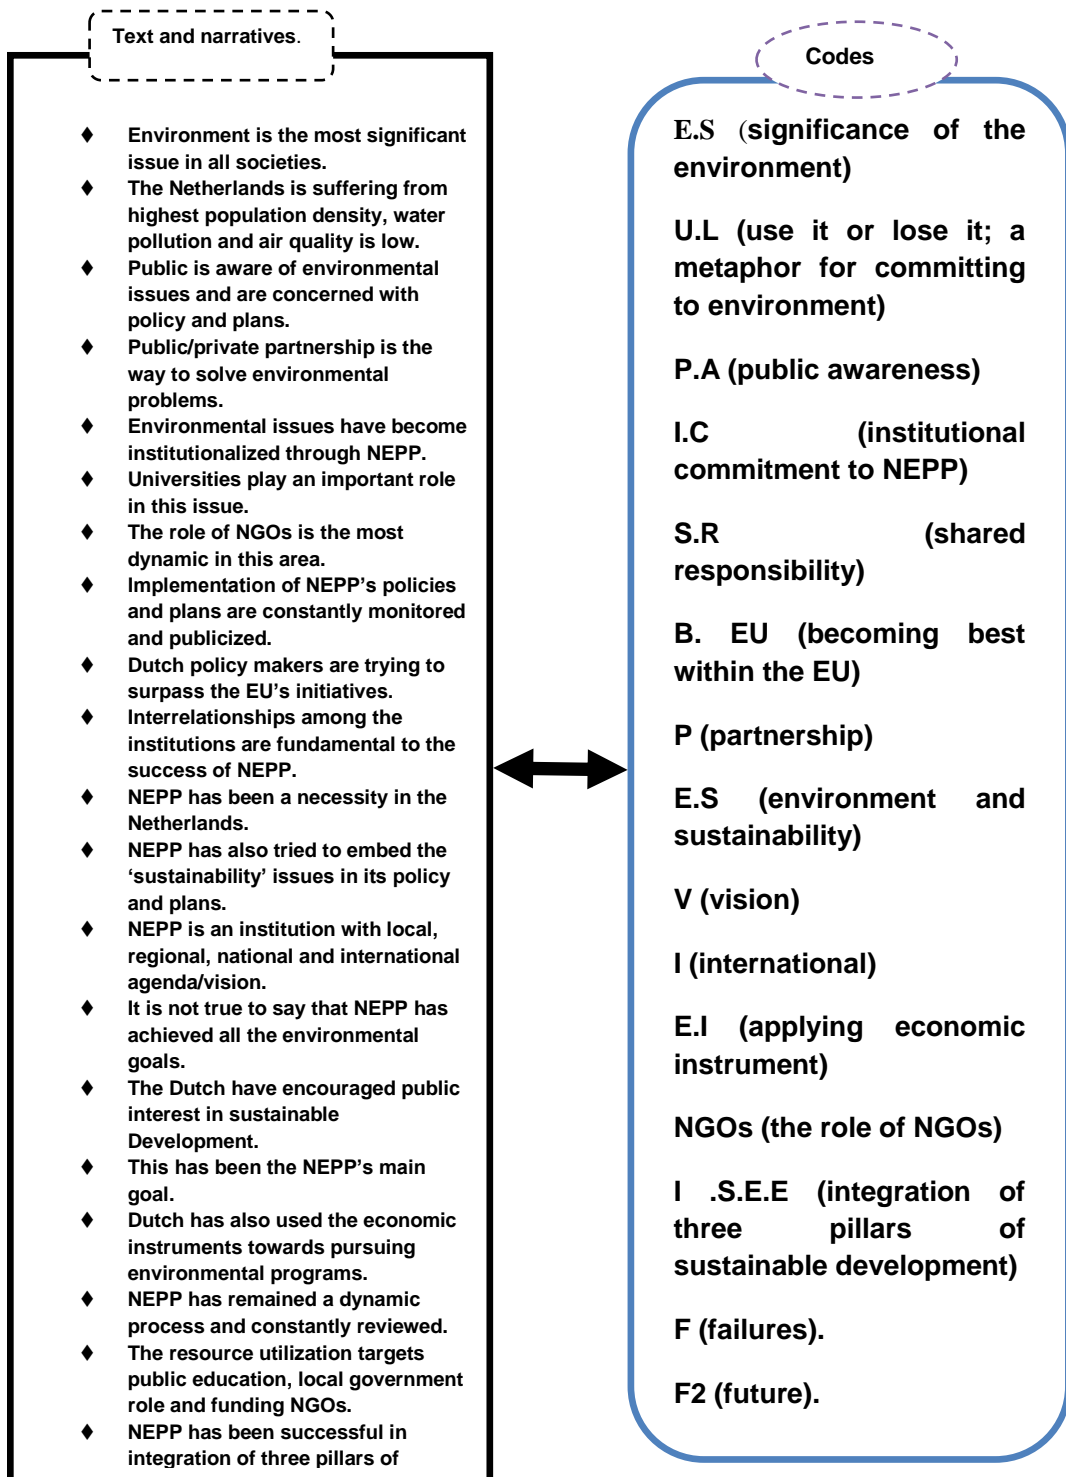 Text and narratives.
♦ Environment is the most significant
issue in all societies.
♦ The Netherlands is suffering from
highest population density, water
pollution and air quality is low.
♦ Public is aware of environmental
issues and are concerned with
policy and plans.
♦ Public/private partnership is the
way to solve environmental
problems.
♦ Environmental issues have become
institutionalized through NEPP.
♦ Universities play an important role
in this issue.
♦ The role of NGOs is the most
dynamic in this area.
♦ Implementation of NEPP’s policies
and plans are constantly monitored
and publicized.
♦ Dutch policy makers are trying to
surpass the EU’s initiatives.
♦ Interrelationships among the
institutions are fundamental to the
success of NEPP.
♦ NEPP has been a necessity in the
Netherlands.
♦ NEPP has also tried to embed the
‘sustainability’ issues in its policy
and plans.
♦ NEPP is an institution with local,
regional, national and international
agenda/vision.
♦ It is not true to say that NEPP has
achieved all the environmental
goals.
♦ The Dutch have encouraged public
interest in sustainable
Development.
♦ This has been the NEPP’s main
goal.
♦ Dutch has also used the economic
instruments towards pursuing
environmental programs.
♦ NEPP has remained a dynamic
process and constantly reviewed.
♦ The resource utilization targets
public education, local government
role and funding NGOs.
♦ NEPP has been successful in
integration of three pillars of
Codes
E.S (significance of the
environment)
U.L (use it or lose it; a
metaphor for committing
to environment)
P.A (public awareness)
I.C (institutional
commitment to NEPP)
S.R (shared
responsibility)
B. EU (becoming best
within the EU)
P (partnership)
E.S (environment and
sustainability)
V (vision)
I (international)
E.I (applying economic
instrument)
NGOs (the role of NGOs)
I .S.E.E (integration of
three pillars of
sustainable development)
F (failures).
F2 (future).